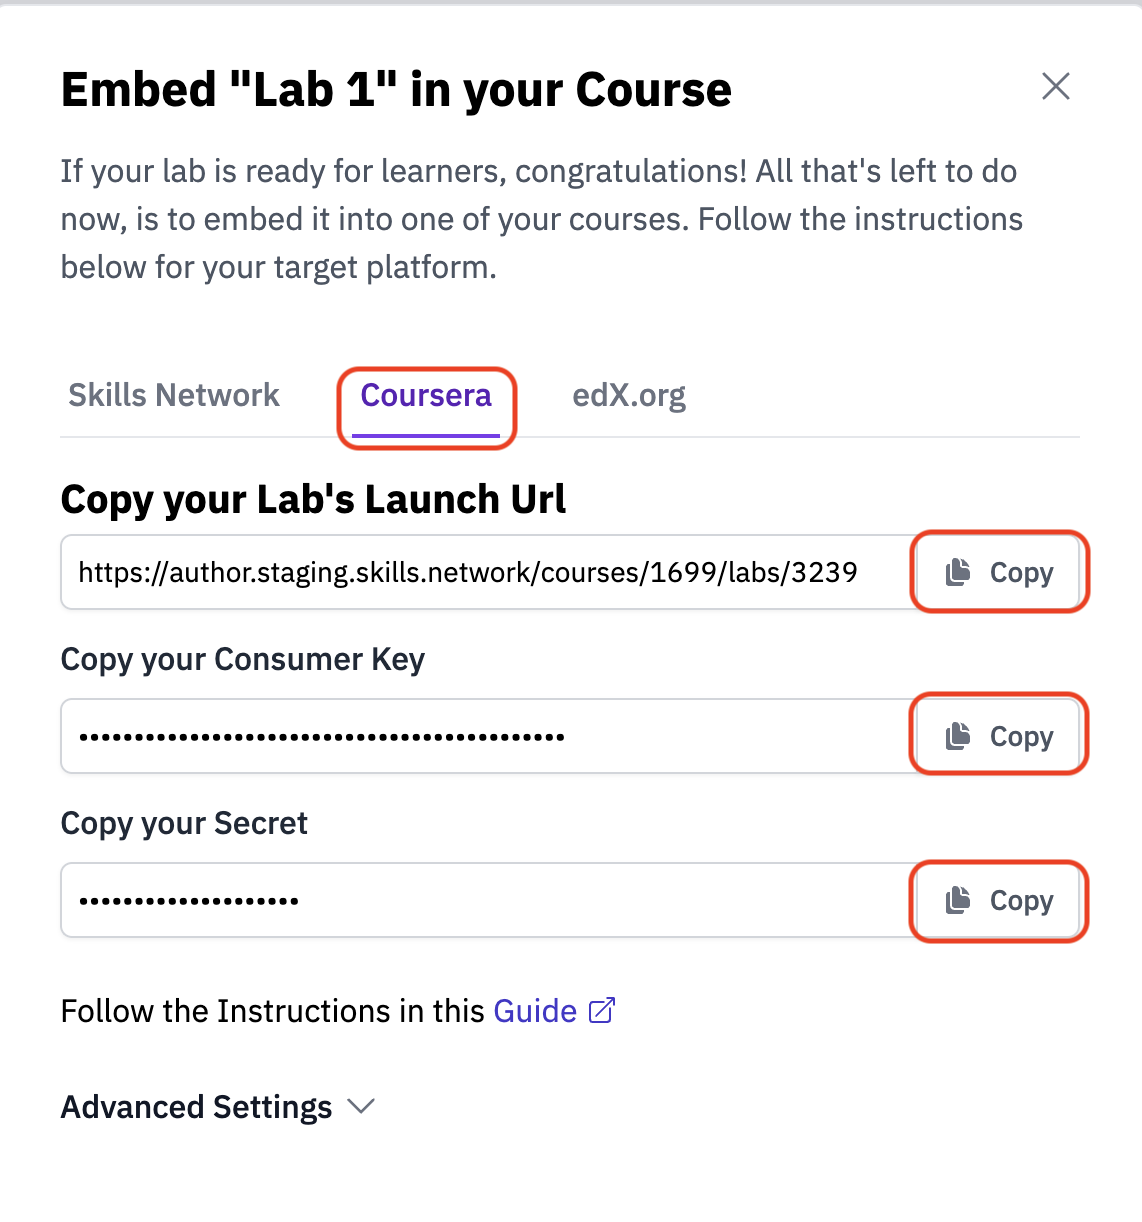 Embed "Lab 1" in your Course
If your lab is ready for learners, congratulations! All that's left to do
now, is to embed it into one of your courses. Follow the instructions
below for your target platform.
Skills Network Coursera edX.org
Copy your Lab's Launch Url
https://author.staging.skills.network/courses/1699/labs/3239 Copy
Copy your Consumer Key
Copy
Copy your Secret
Copy
Follow the Instructions in this Guide
Advanced Settings